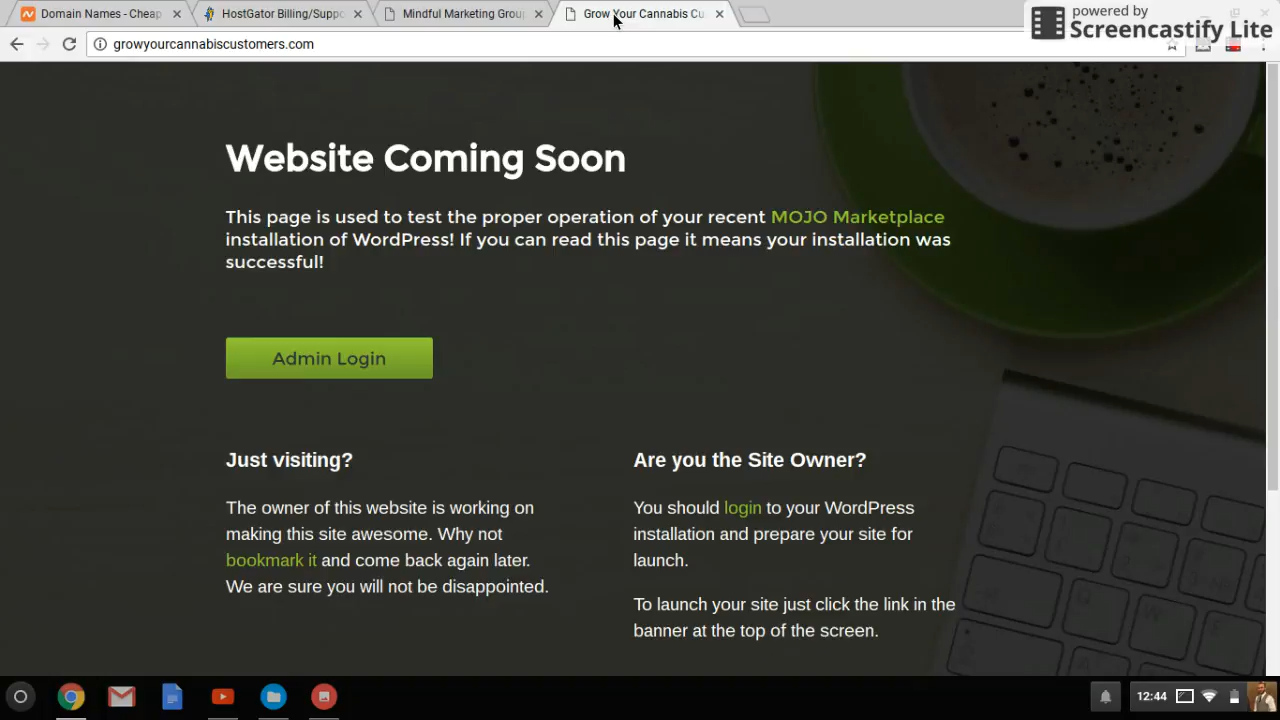 Domain Names - Cheap
HostGator Billing/Suppo
Mindful Marketing Group
Grow Your Cannabis Cu
powered by
Screencastify Lite
growyourcannabiscustomers.com
Website Coming Soon
This page is used to test the proper operation of your recent MOJO Marketplace
installation of WordPress! If you can read this page it means your installation was
successful!
Admin Login
Just visiting?
The owner of this website is working on
making this site awesome. Why not
bookmark it and come back again later.
We are sure you will not be disappointed.
Are you the Site Owner?
You should login to your WordPress
installation and prepare your site for
launch.
To launch your site just click the link in the
banner at the top of the screen.
12:44